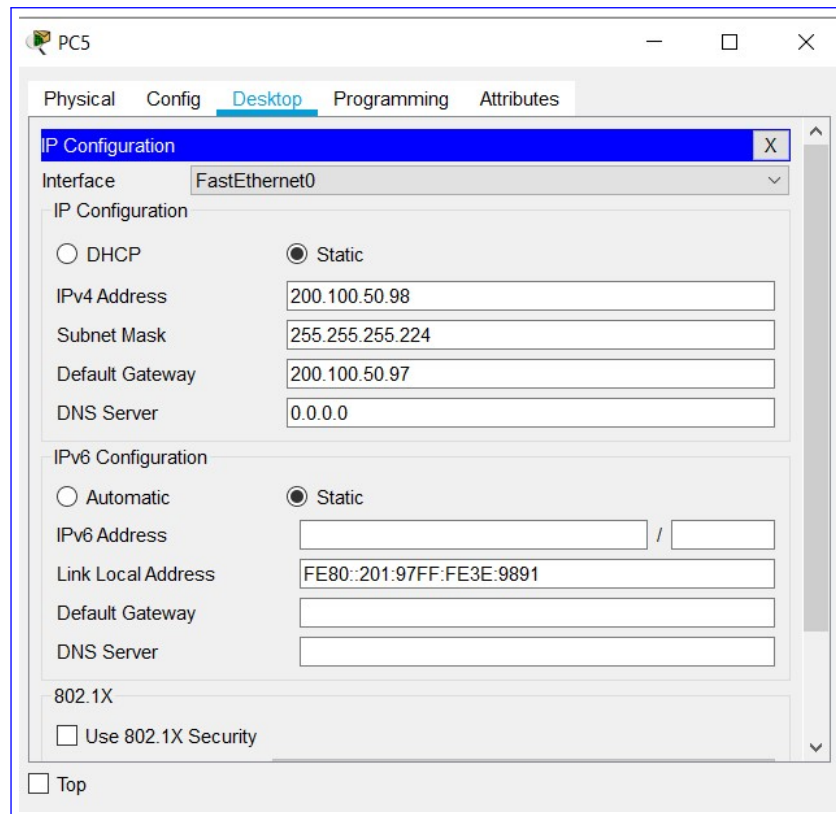 PC5
Physical Config Desktop Programming Attributes
IP Configuration X
Interface FastEthernet0
IP Configuration
DHCP Static
IPv4 Address 200.100.50.98
Subnet Mask 255.255.255.224
Default Gateway 200.100.50.97
DNS Server 0.0.0.0
IPv6 Configuration
Automatic Static
IPv6 Address /
Link Local Address FE80::201:97FF:FE3E:9891
Default Gateway
DNS Server
802.1X
Use 802.1X Security
Top